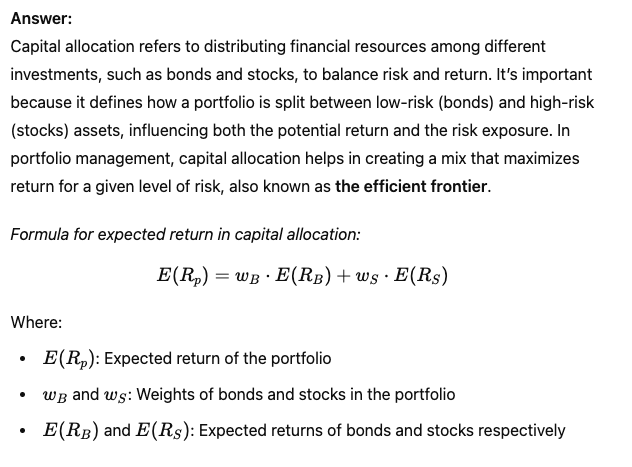 Answer:
Capital allocation refers to distributing financial resources among different
investments, such as bonds and stocks, to balance risk and return. It’s important
because it defines how a portfolio is split between low-risk (bonds) and high-risk
(stocks) assets, influencing both the potential return and the risk exposure. In
portfolio management, capital allocation helps in creating a mix that maximizes
return for a given level of risk, also known as the efficient frontier.
Formula for expected return in capital allocation:
E(Rₚ) = w_B · E(R_B) + w_S · E(R_S)
Where:
• E(Rₚ): Expected return of the portfolio
• w_B and w_S: Weights of bonds and stocks in the portfolio
• E(R_B) and E(R_S): Expected returns of bonds and stocks respectively